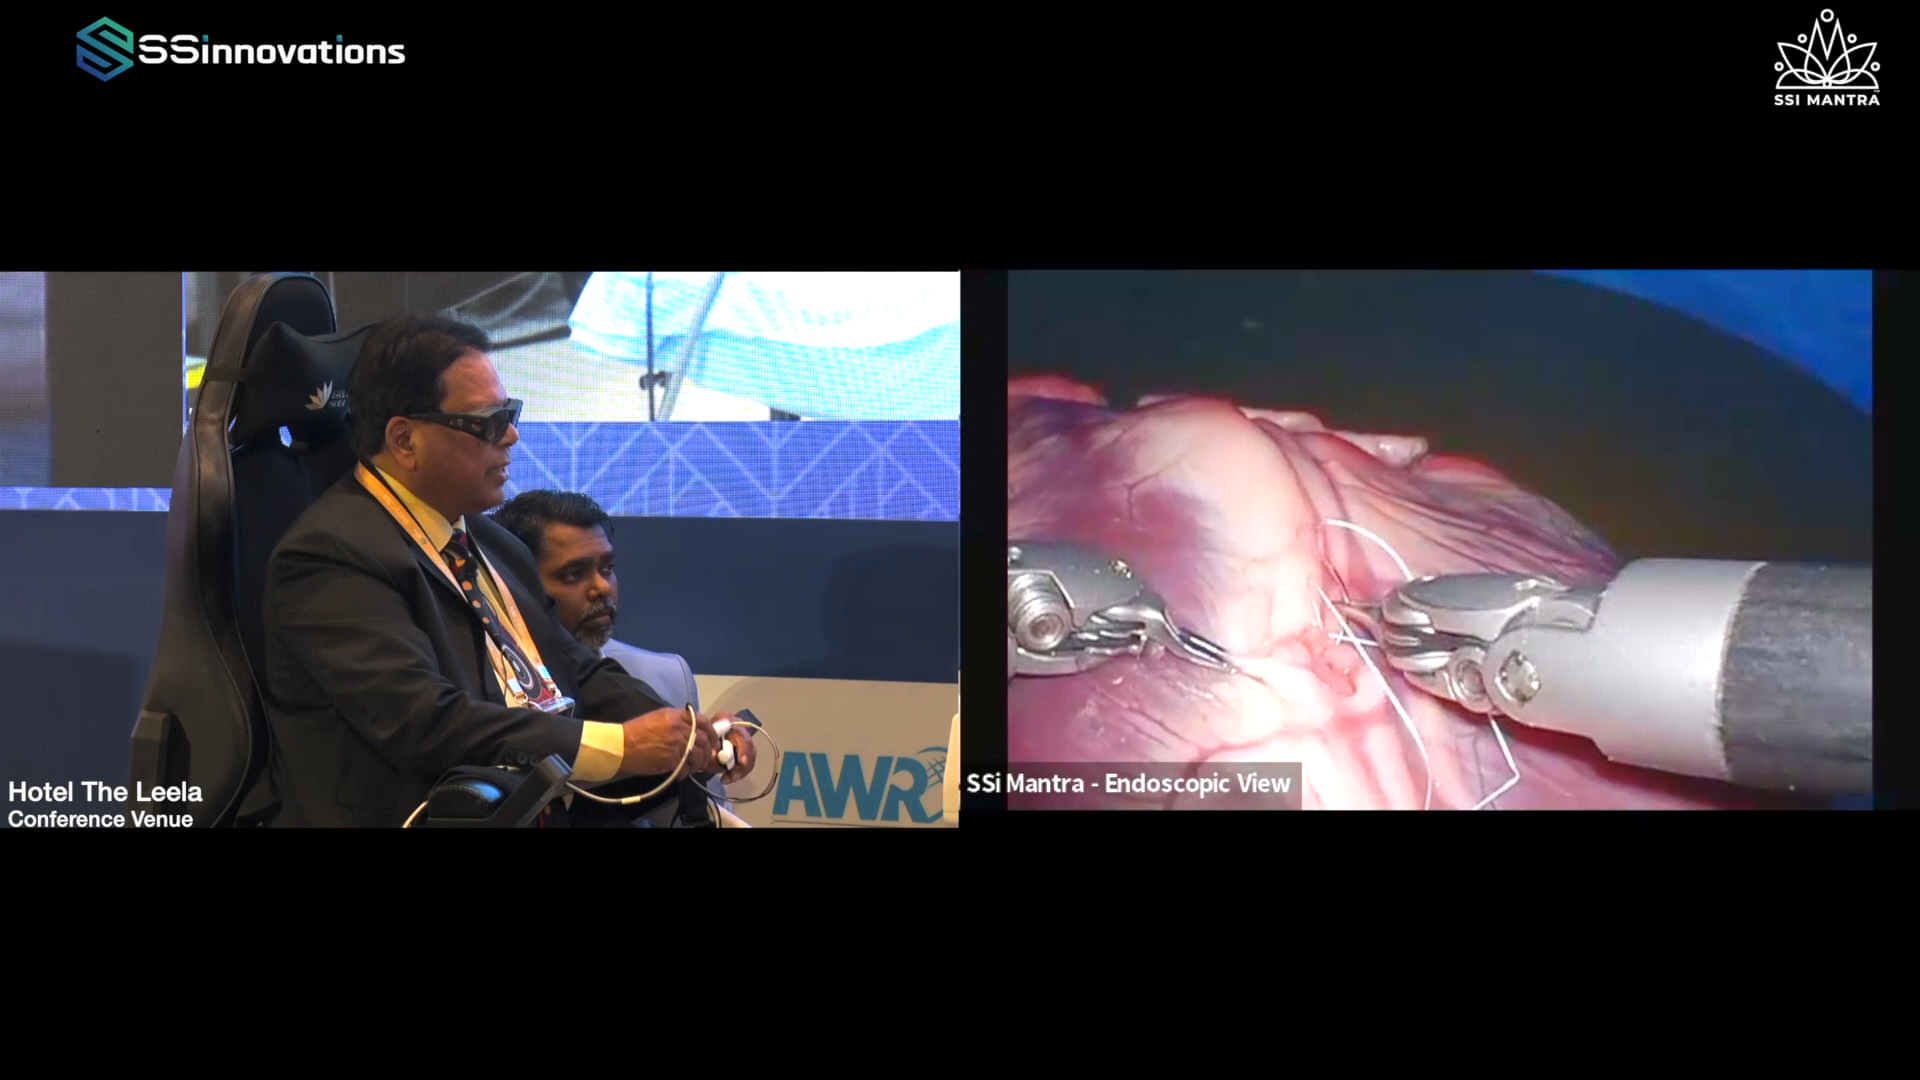 SSinnovations
SSI MANTRA
Hotel The Leela
Conference Venue
AWR
SSi Mantra - Endoscopic View